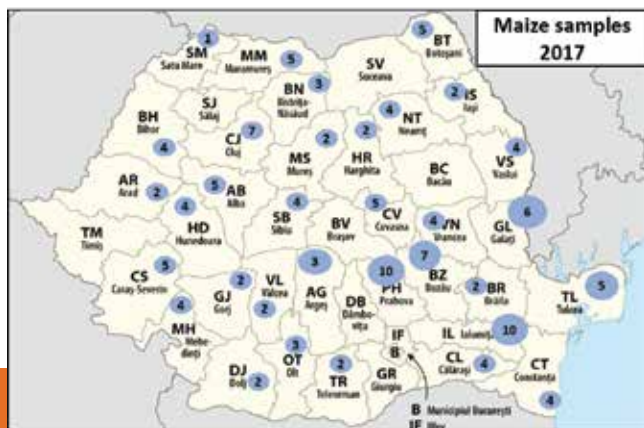 Maize samples
2017
1
SM
Satu Mare
MM
Maramureş
5
5
BT
Botoşani
SV
Suceava
3
BN
Bistriţa-
Năsăud
2
IS
Iaşi
SJ
Sălaj
BH
Bihor
4
7
CJ
Cluj
4
NT
Neamţ
2
MS
Mureş
2
HR
Harghita
4
VS
Vaslui
BC
Bacău
AR
Arad
2
5
AB
Alba
4
HD
Hunedoara
4
SB
Sibiu
BV
Braşov
5
CV
Covasna
4
VN
Vrancea
6
GL
Galaţi
TM
Timiş
7
BZ
Buzău
3
AG
Argeş
10
PH
Prahova
5
CS
Caraş-Severin
2
GJ
Gorj
VL
Vâlcea
2
DB
Dâmbo-
viţa
2
BR
Brăila
5
TL
Tulcea
4
MH
Mehe-
dinţi
IF
B
IL
Ialomiţa
10
3
OT
Olt
2
DJ
Dolj
2
TR
Teleorman
GR
Giurgiu
CL
Călăraşi
4
CT
Constanţa
4
B Municipiul Bucureşti
IF Ilfov